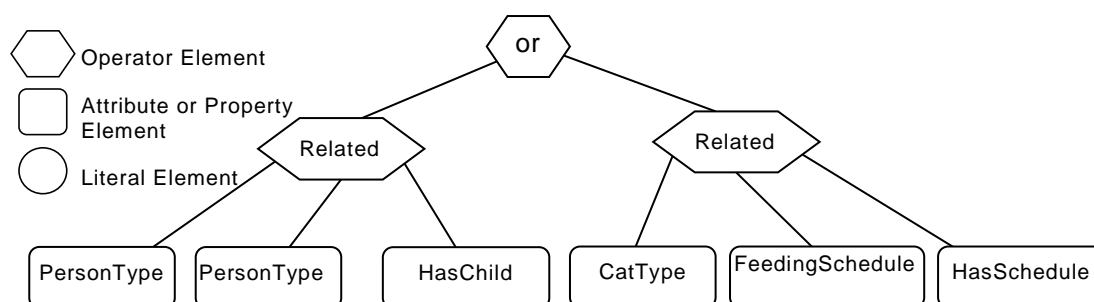 or
Operator Element
Attribute or Property
Element
Literal Element
Related
Related
PersonType
PersonType
HasChild
CatType
FeedingSchedule
HasSchedule